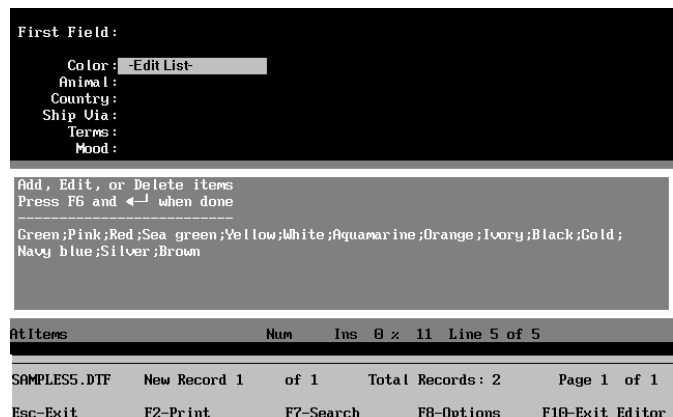 First Field:
Color: -Edit List-
Animal:
Country:
Ship Via:
Terms:
Mood:
Add, Edit, or Delete items
Press F6 and ◄┘ when done
---------------------------
Green;Pink;Red;Sea green;Yellow;White;Aquamarine;Orange;Ivory;Black;Gold;
Navy blue;Silver;Brown
AtItems Num Ins 0 % 11 Line 5 of 5
SAMPLES5.DTF New Record 1 of 1 Total Records: 2 Page 1 of 1
Esc-Exit F2-Print F7-Search F8-Options F10-Exit Editor